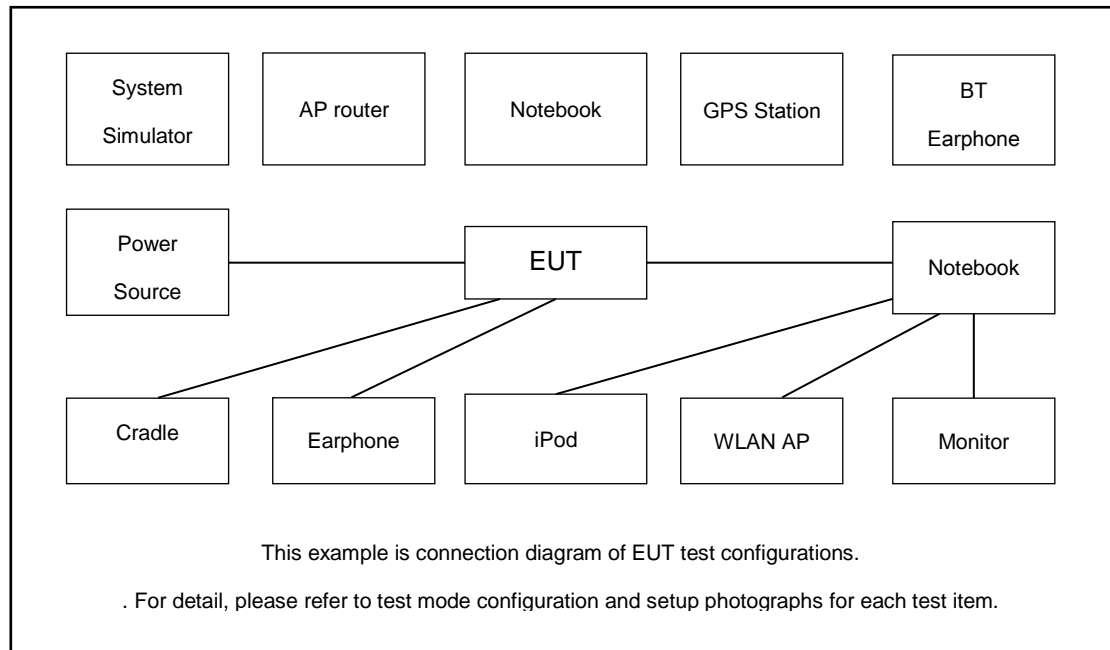 System
Simulator
AP router
Notebook
GPS Station
BT
Earphone
Power
Source
EUT
Notebook
Cradle
Earphone
iPod
WLAN AP
Monitor
This example is connection diagram of EUT test configurations.
. For detail, please refer to test mode configuration and setup photographs for each test item.